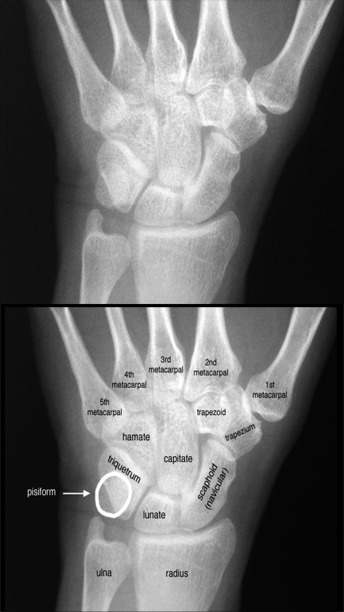 3rd
metacarpal
2nd
metacarpal
4th
metacarpal
1st
metacarpal
5th
metacarpal
trapezoid
trapezium
hamate
capitate
triquetrum
scaphoid
(navicular)
pisiform
lunate
ulna
radius